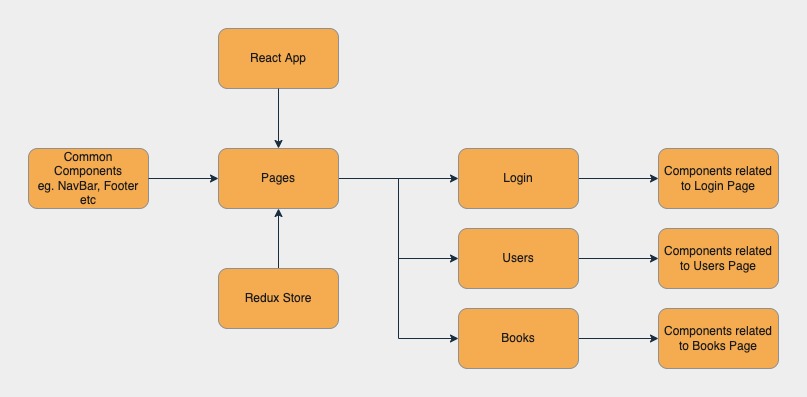 React App
Common
Components
eg. NavBar, Footer
etc
Pages
Login
Components related
to Login Page
Users
Components related
to Users Page
Redux Store
Books
Components related
to Books Page